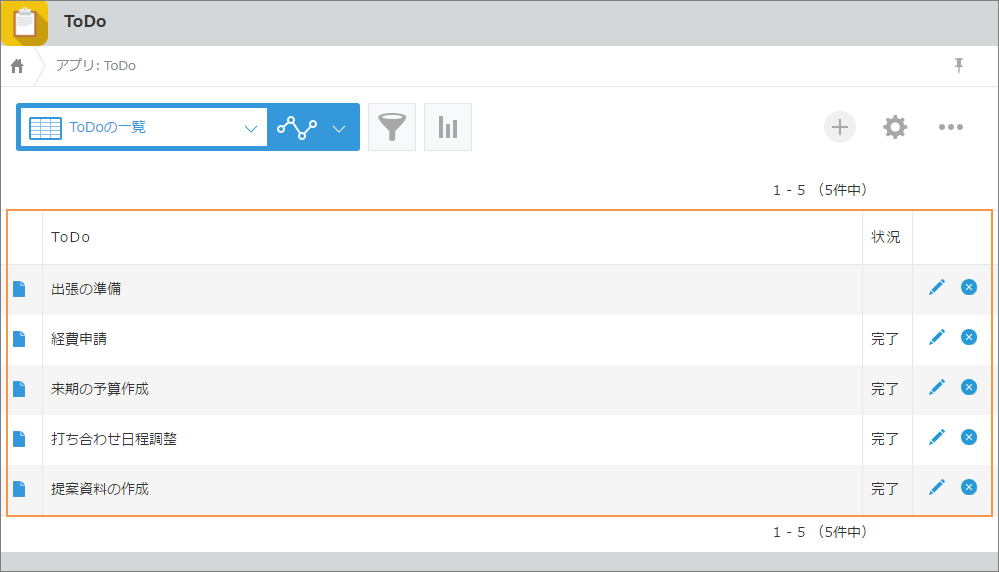 ToDo
アプリ: ToDo
ToDoの一覧
1 - 5 （5件中）
ToDo 状況
出張の準備
経費申請 完了
来期の予算作成 完了
打ち合わせ日程調整 完了
提案資料の作成 完了
1 - 5 （5件中）